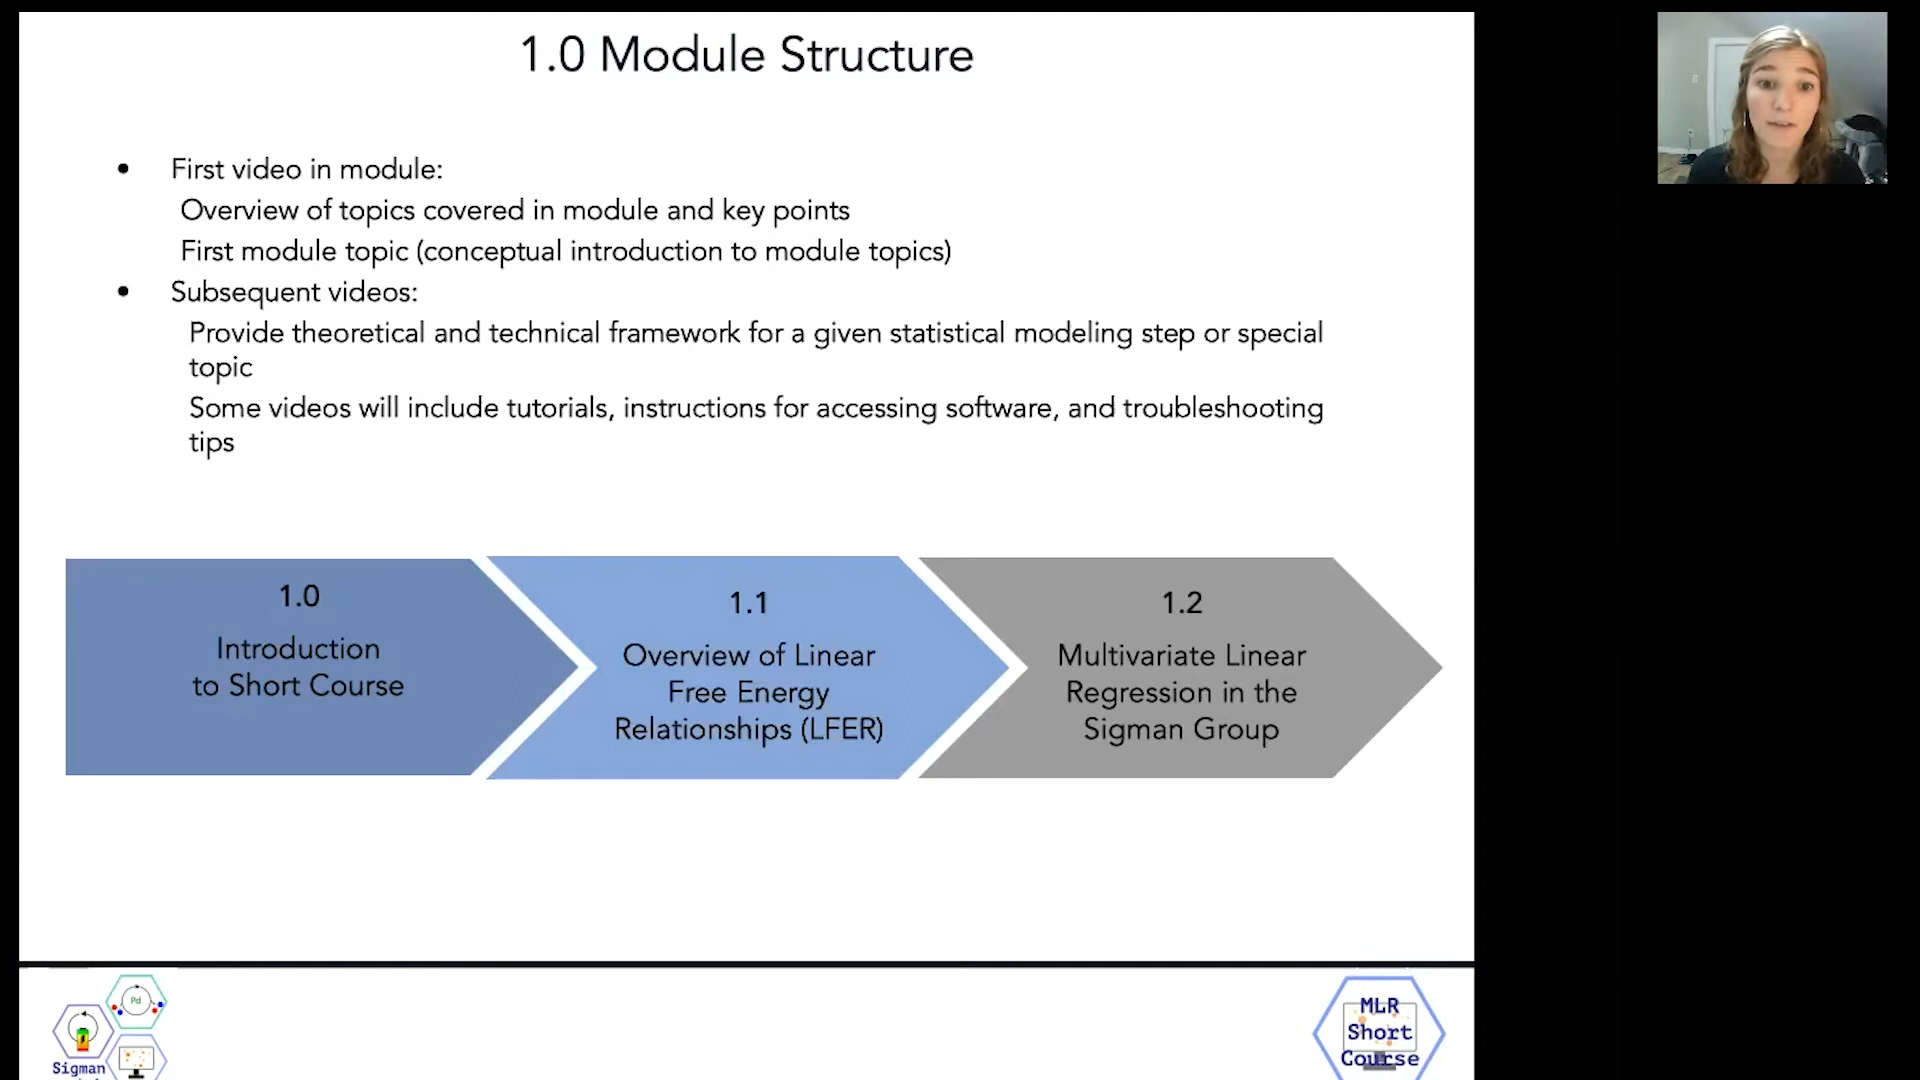 1.0 Module Structure
• First video in module:
Overview of topics covered in module and key points
First module topic (conceptual introduction to module topics)
• Subsequent videos:
Provide theoretical and technical framework for a given statistical modeling step or special
topic
Some videos will include tutorials, instructions for accessing software, and troubleshooting
tips
1.0
Introduction
to Short Course
1.1
Overview of Linear
Free Energy
Relationships (LFER)
1.2
Multivariate Linear
Regression in the
Sigman Group
Pd
Sigman
MLR
Short
Course